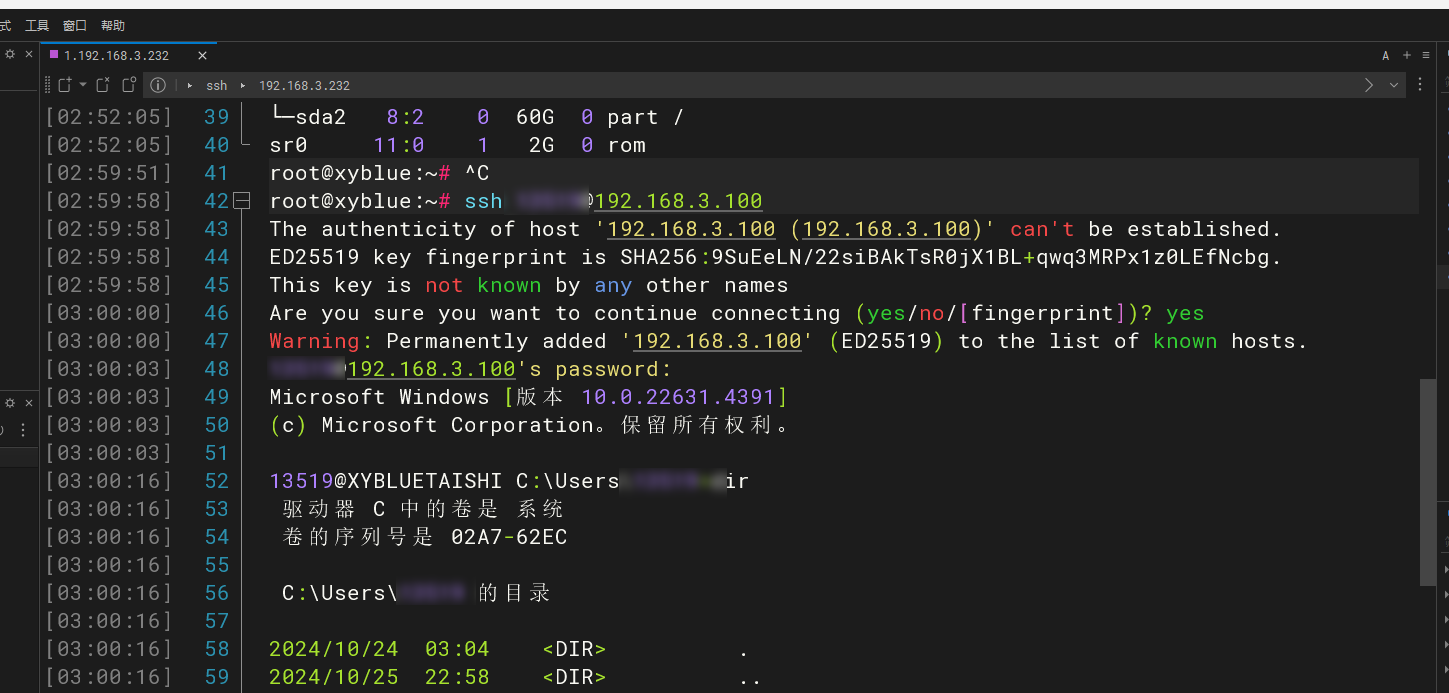 式 工具 窗口 帮助
1.192.168.3.232
A
ssh 192.168.3.232
[02:52:05] 39 └─sda2 8:2 0 60G 0 part /
[02:52:05] 40 sr0 11:0 1 2G 0 rom
[02:59:51] 41 root@xyblue:~# ^C
[02:59:58] 42 root@xyblue:~# ssh @192.168.3.100
[02:59:58] 43 The authenticity of host '192.168.3.100 (192.168.3.100)' can't be established.
[02:59:58] 44 ED25519 key fingerprint is SHA256:9SuEeLN/22siBAkTsR0jX1BL+qwq3MRPx1z0LEfNcbg.
[02:59:58] 45 This key is not known by any other names
[03:00:00] 46 Are you sure you want to continue connecting (yes/no/[fingerprint])? yes
[03:00:00] 47 Warning: Permanently added '192.168.3.100' (ED25519) to the list of known hosts.
[03:00:03] 48 @192.168.3.100's password:
[03:00:03] 49 Microsoft Windows [版本 10.0.22631.4391]
[03:00:03] 50 (c) Microsoft Corporation。保留所有权利。
[03:00:03] 51
[03:00:16] 52 13519@XYBLUETAISHI C:\Users ir
[03:00:16] 53 驱动器 C 中的卷是 系统
[03:00:16] 54 卷的序列号是 02A7-62EC
[03:00:16] 55
[03:00:16] 56 C:\Users\ 的目录
[03:00:16] 57
[03:00:16] 58 2024/10/24 03:04 <DIR> .
[03:00:16] 59 2024/10/25 22:58 <DIR> ..